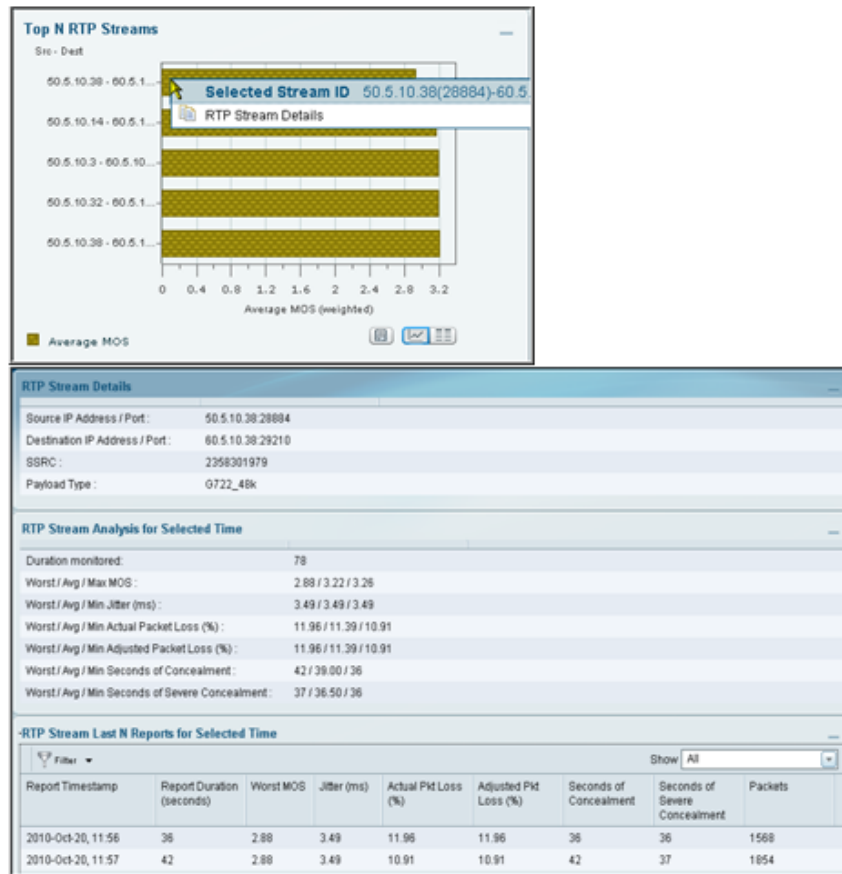 Top N RTP Streams
Src - Dest
50.5.10.38 - 60.5.1...
Selected Stream ID 50.5.10.38(28884)-60.5.
RTP Stream Details
50.5.10.14 - 60.5.1...
50.5.10.3 - 60.5.10...
50.5.10.32 - 60.5.1...
50.5.10.38 - 60.5.1...
0 0.4 0.8 1.2 1.6 2 2.4 2.8 3.2
Average MOS (weighted)
Average MOS
RTP Stream Details
Source IP Address / Port : 50.5.10.38:28884
Destination IP Address / Port : 60.5.10.38:29210
SSRC : 2358301979
Payload Type : G722_48k
RTP Stream Analysis for Selected Time
Duration monitored: 78
Worst / Avg / Max MOS : 2.88 / 3.22 / 3.26
Worst / Avg / Min Jitter (ms) : 3.49 / 3.49 / 3.49
Worst / Avg / Min Actual Packet Loss (%) : 11.96 / 11.39 / 10.91
Worst / Avg / Min Adjusted Packet Loss (%) : 11.96 / 11.39 / 10.91
Worst / Avg / Min Seconds of Concealment : 42 / 39.00 / 36
Worst / Avg / Min Seconds of Severe Concealment : 37 / 36.50 / 36
-RTP Stream Last N Reports for Selected Time
Filter Show All
Report Timestamp Report Duration (seconds) Worst MOS Jitter (ms) Actual Pkt Loss (%) Adjusted Pkt Loss (%) Seconds of Concealment Seconds of Severe Concealment Packets
2010-Oct-20, 11:56 36 2.88 3.49 11.96 11.96 36 36 1568
2010-Oct-20, 11:57 42 2.88 3.49 10.91 10.91 42 37 1854